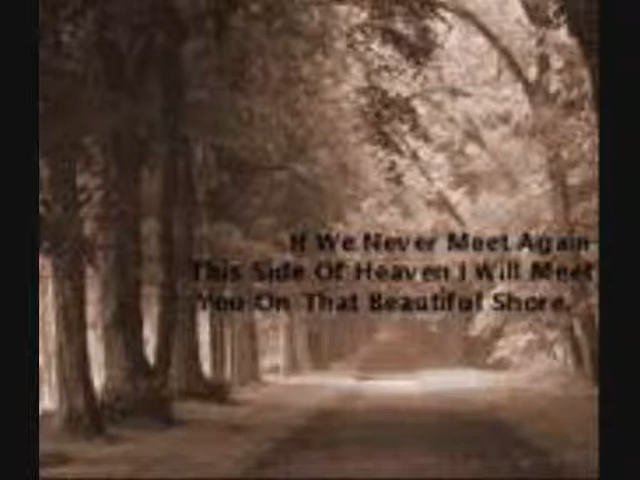 If We Never Meet Again
This Side Of Heaven I Will Meet
You On That Beautiful Shore.